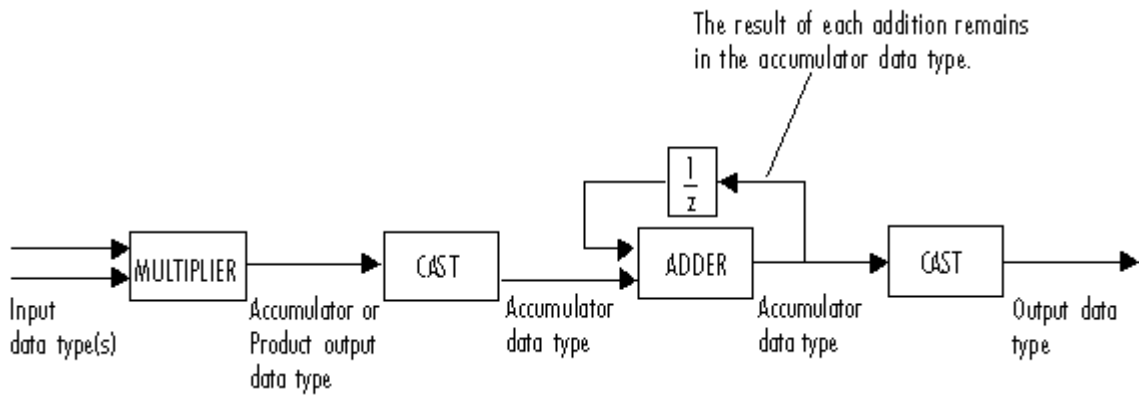 The result of each addition remains
in the accumulator data type.
1
z
MULTIPLIER
CAST
ADDER
CAST
Input
data type(s)
Accumulator or
Product output
data type
Accumulator
data type
Accumulator
data type
Output data
type